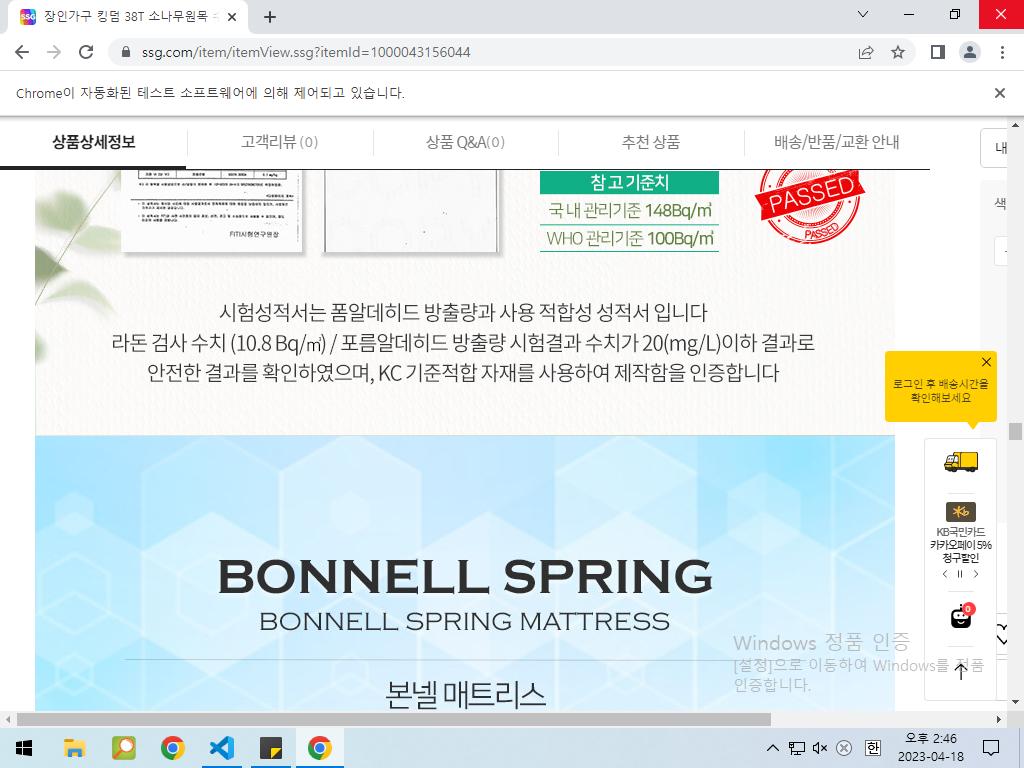 장인가구 킹덤 38T 소나무원목
ssg.com/item/itemView.ssg?itemId=1000043156044
Chrome이 자동화된 테스트 소프트웨어에 의해 제어되고 있습니다.
상품상세정보
고객리뷰 (0)
상품 Q&A(0)
추천 상품
배송/반품/교환 안내
내
색
FITI시험연구원장
참고기준치
국내 관리기준 148Bq/㎥
WHO 관리기준 100Bq/㎥
PASSED
PASSED
시험성적서는 폼알데히드 방출량과 사용 적합성 성적서 입니다
라돈 검사 수치 (10.8 Bq/㎥) / 포름알데히드 방출량 시험결과 수치가 20(mg/L)이하 결과로
안전한 결과를 확인하였으며, KC 기준적합 자재를 사용하여 제작함을 인증합니다
로그인 후 배송시간을
확인해보세요
KB국민카드
카카오페이 5%
청구할인
0
BONNELL SPRING
BONNELL SPRING MATTRESS
본넬 매트리스
Windows 정품 인증
[설정]으로 이동하여 Windows를 정품
인증합니다.
한
오후 2:46
2023-04-18